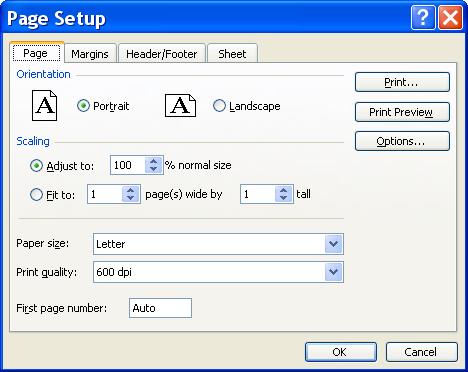 Page Setup
Page Margins Header/Footer Sheet
Orientation
A Portrait A Landscape
Print...
Print Preview
Options...
Scaling
Adjust to: 100 % normal size
Fit to: 1 page(s) wide by 1 tall
Paper size: Letter
Print quality: 600 dpi
First page number: Auto
OK Cancel